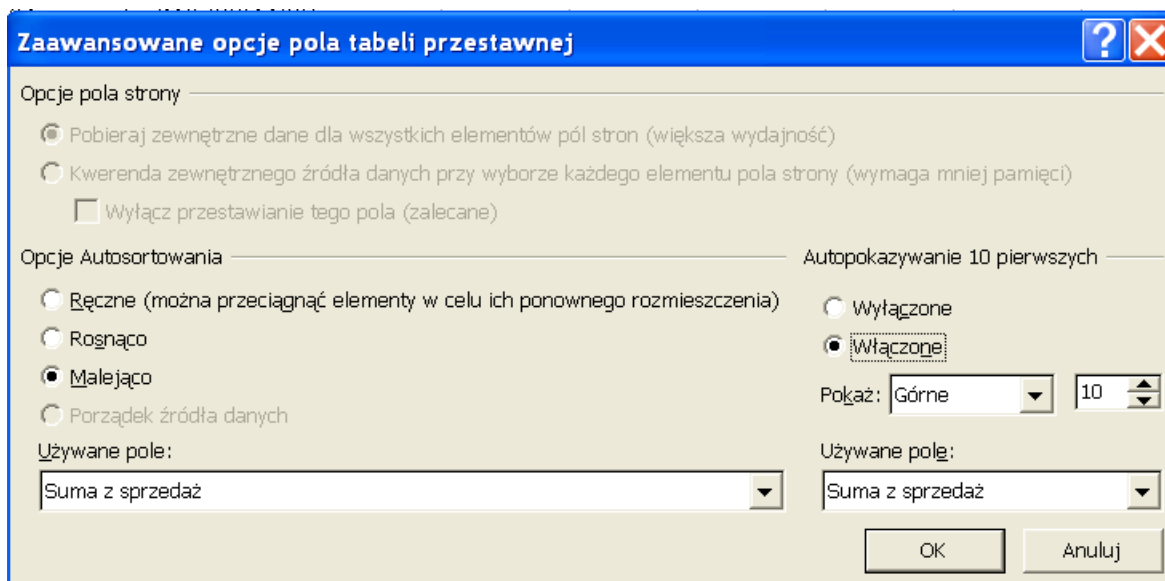 Zaawansowane opcje pola tabeli przestawnej
Opcje pola strony
Pobieraj zewnętrzne dane dla wszystkich elementów pól stron (większa wydajność)
Kwerenda zewnętrznego źródła danych przy wyborze każdego elementu pola strony (wymaga mniej pamięci)
Wyłącz przestawianie tego pola (zalecane)
Opcje Autosortowania
Ręczne (można przeciągnąć elementy w celu ich ponownego rozmieszczenia)
Rosnąco
Malejąco
Porządek źródła danych
Używane pole:
Suma z sprzedaż
Autopokazywanie 10 pierwszych
Wyłączone
Włączone
Pokaż: Górne 10
Używane pole:
Suma z sprzedaż
OK Anuluj